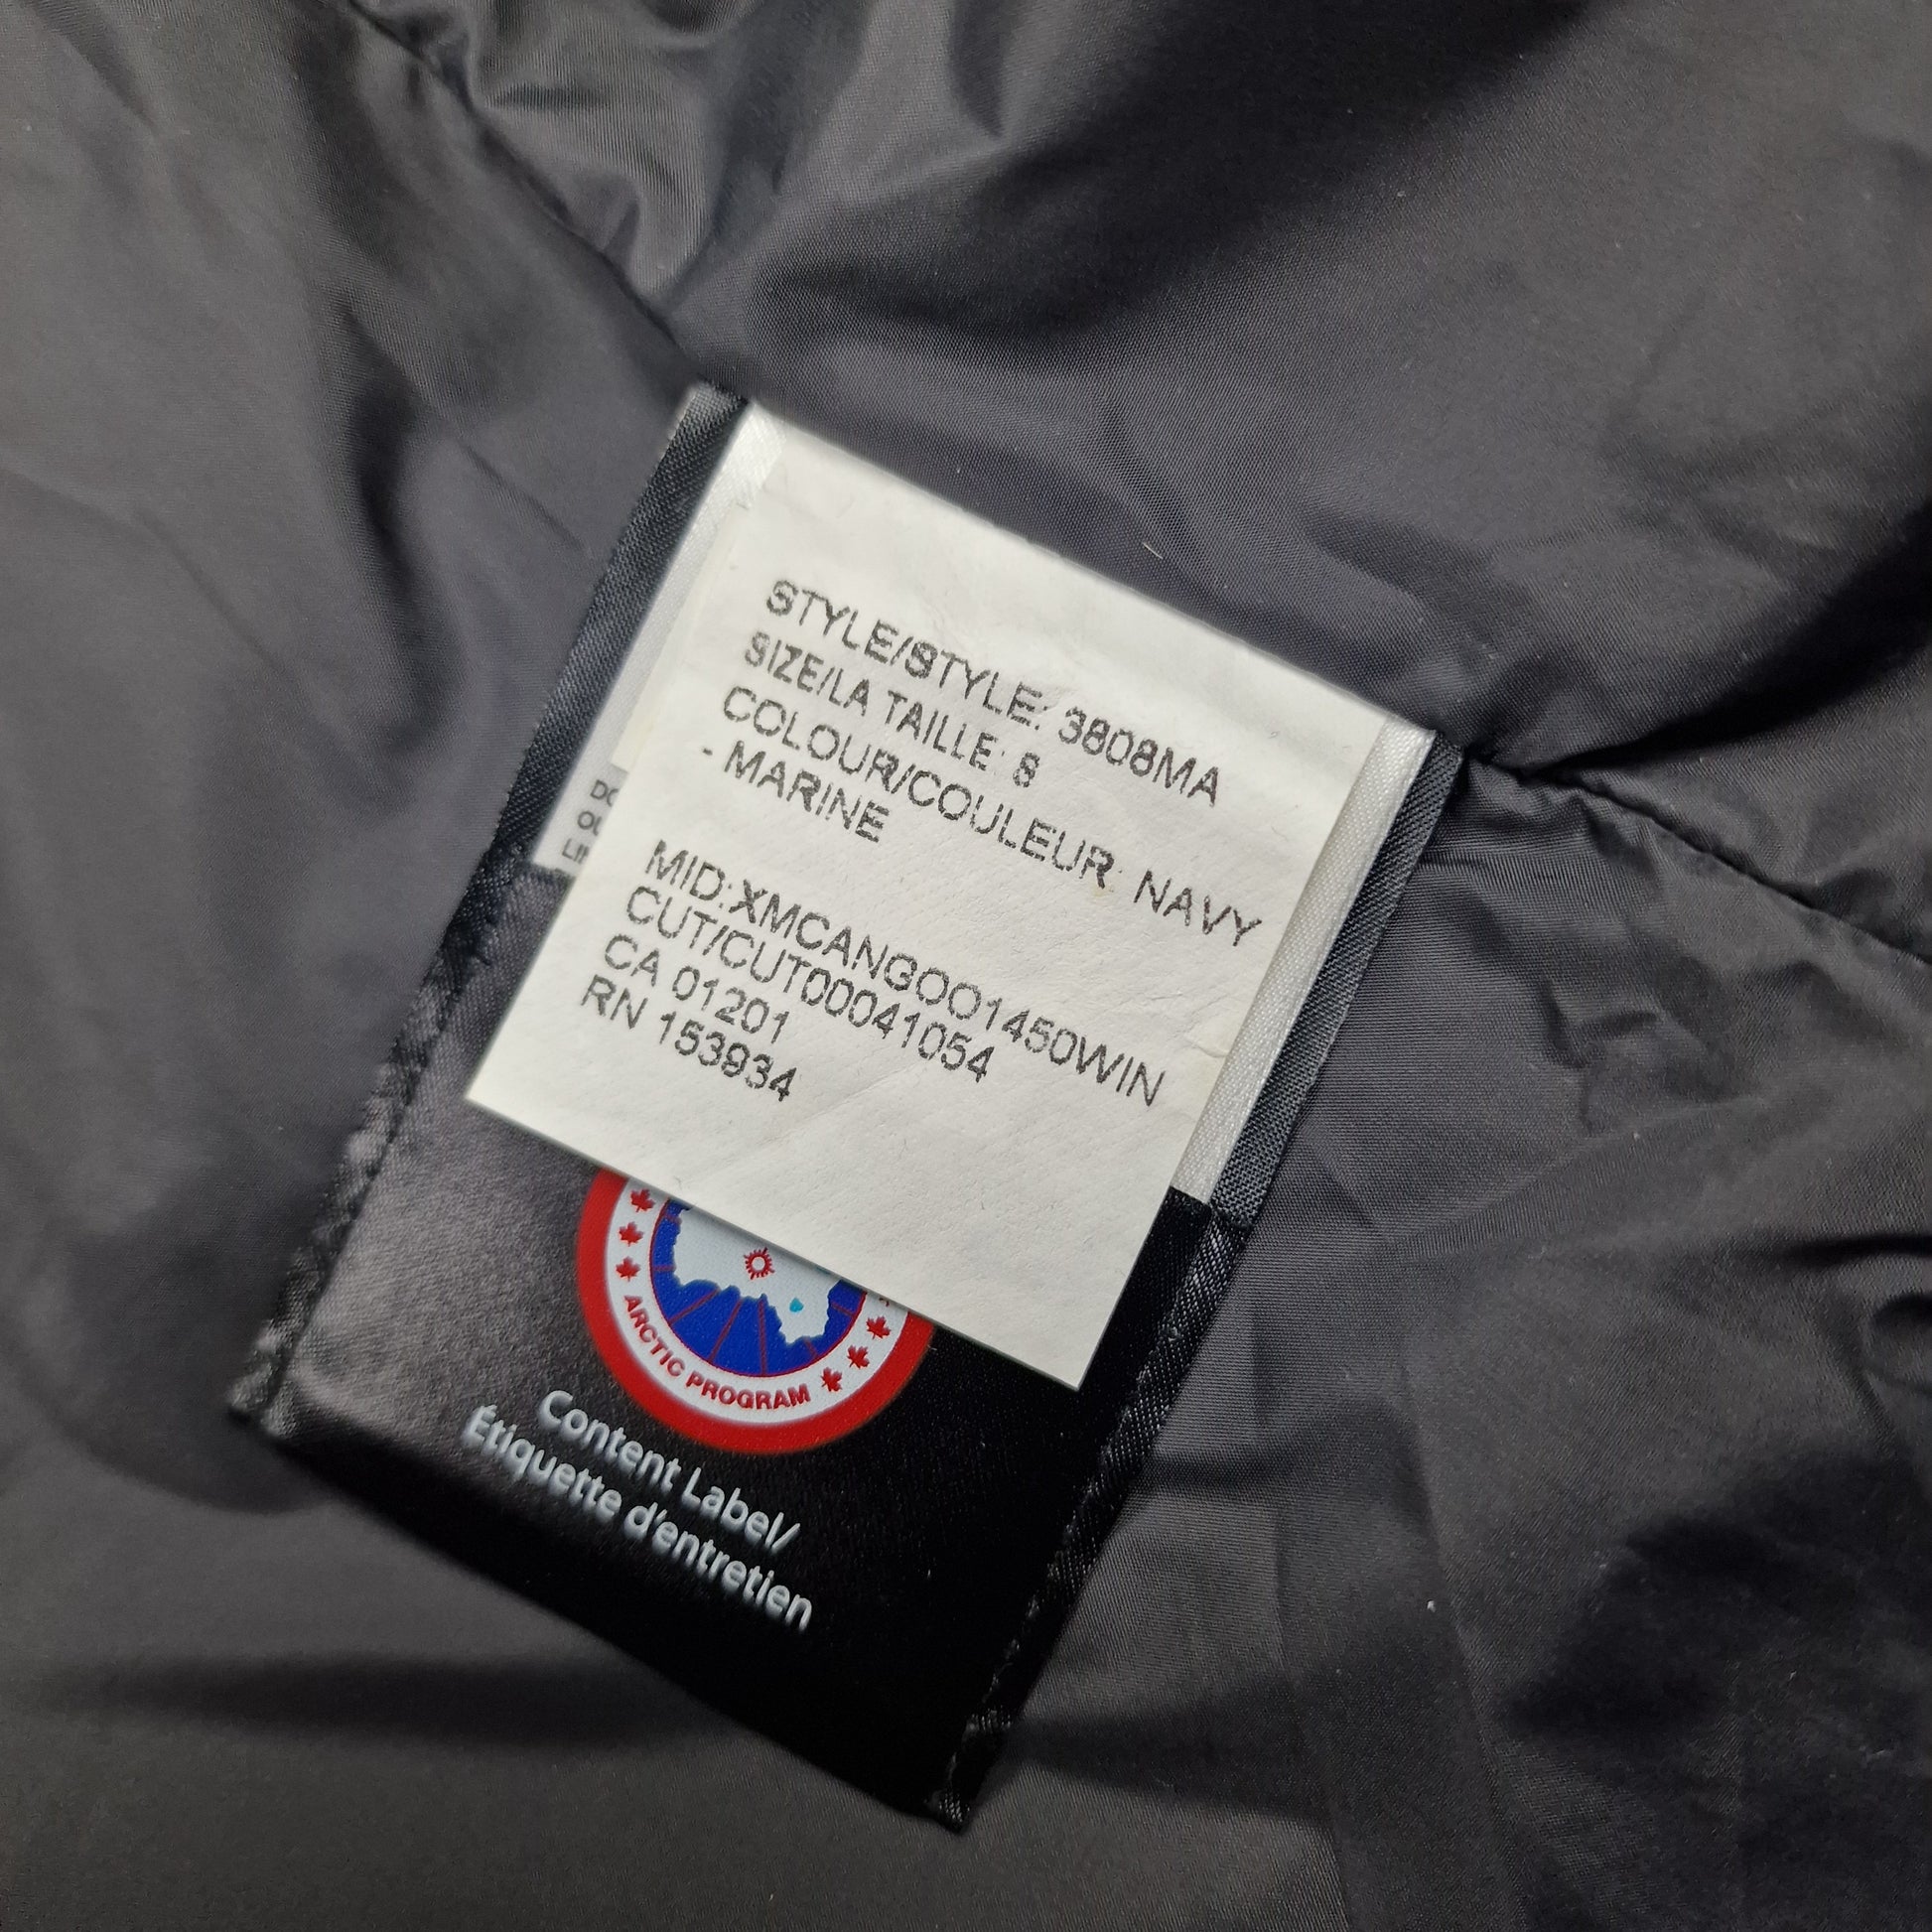 STYLE/STYLE: 3808MA
SIZE/LA TAILLE: S
COLOUR/COULEUR: NAVY
- MARINE
MID:XMCANGOO1450WIN
CUT/CUT00041054
CA 01201
RN 153934
ARCTIC PROGRAM
Content Label/
Étiquette d'entretien